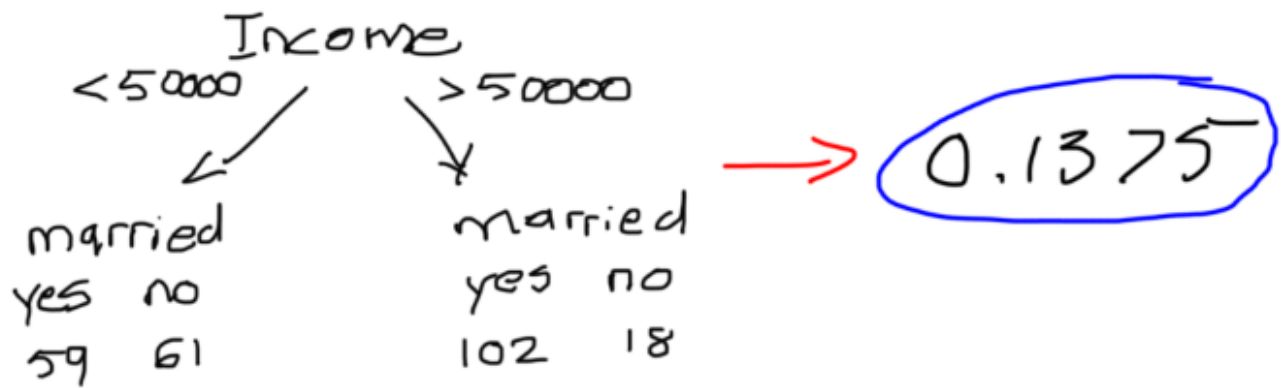 Income
<50000 >50000
0.1375
married married
yes no yes no
59 61 102 18